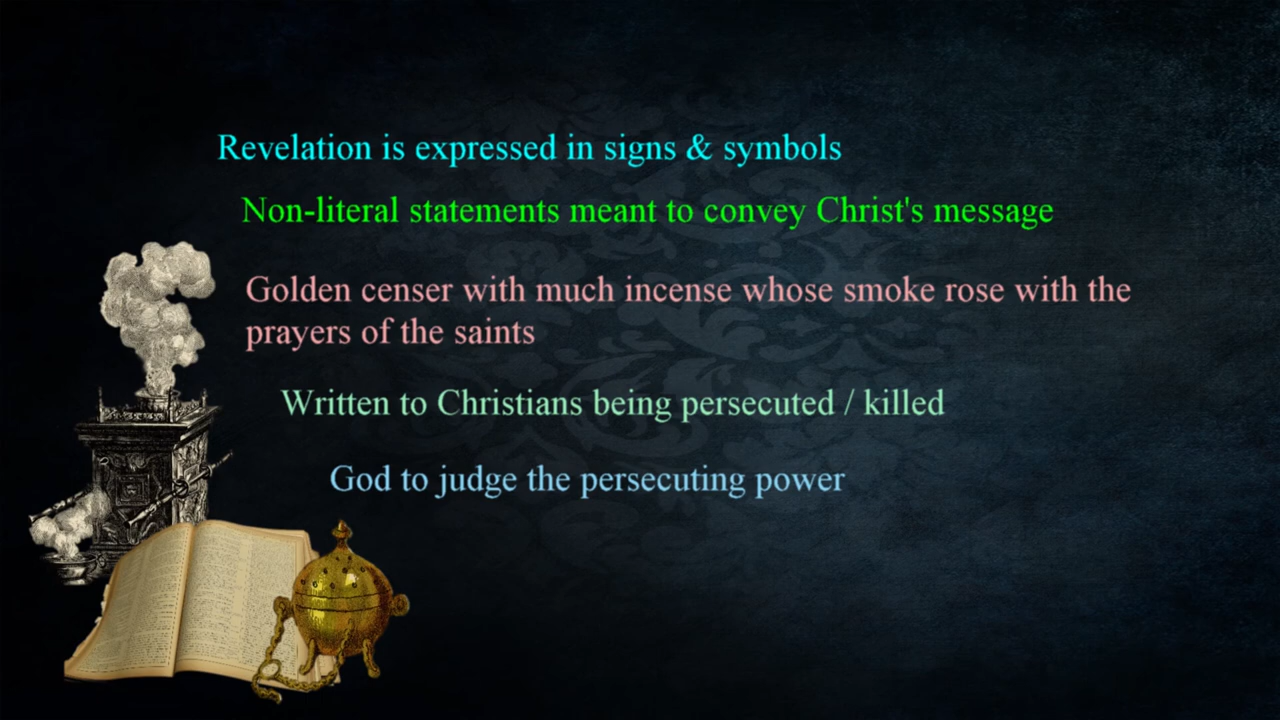 Revelation is expressed in signs & symbols
Non-literal statements meant to convey Christ's message
Golden censer with much incense whose smoke rose with the
prayers of the saints
Written to Christians being persecuted / killed
God to judge the persecuting power